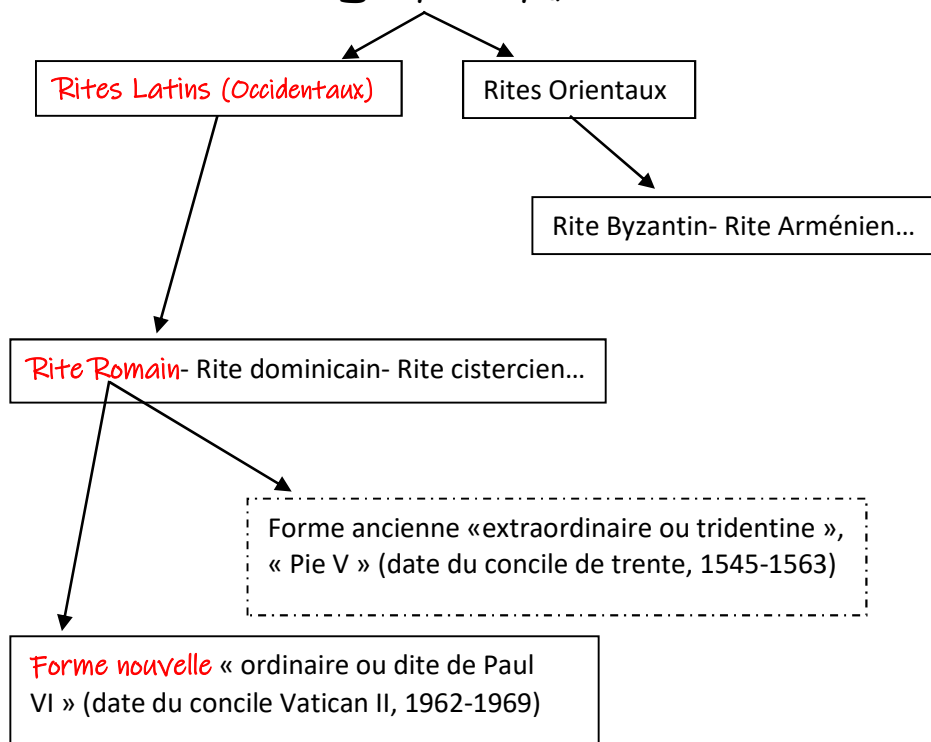 Rites Latins (Occidentaux)
Rites Orientaux
Rite Byzantin- Rite Arménien…
Rite Romain- Rite dominicain- Rite cistercien…
Forme ancienne «extraordinaire ou tridentine »,
« Pie V » (date du concile de trente, 1545-1563)
Forme nouvelle « ordinaire ou dite de Paul
VI » (date du concile Vatican II, 1962-1969)